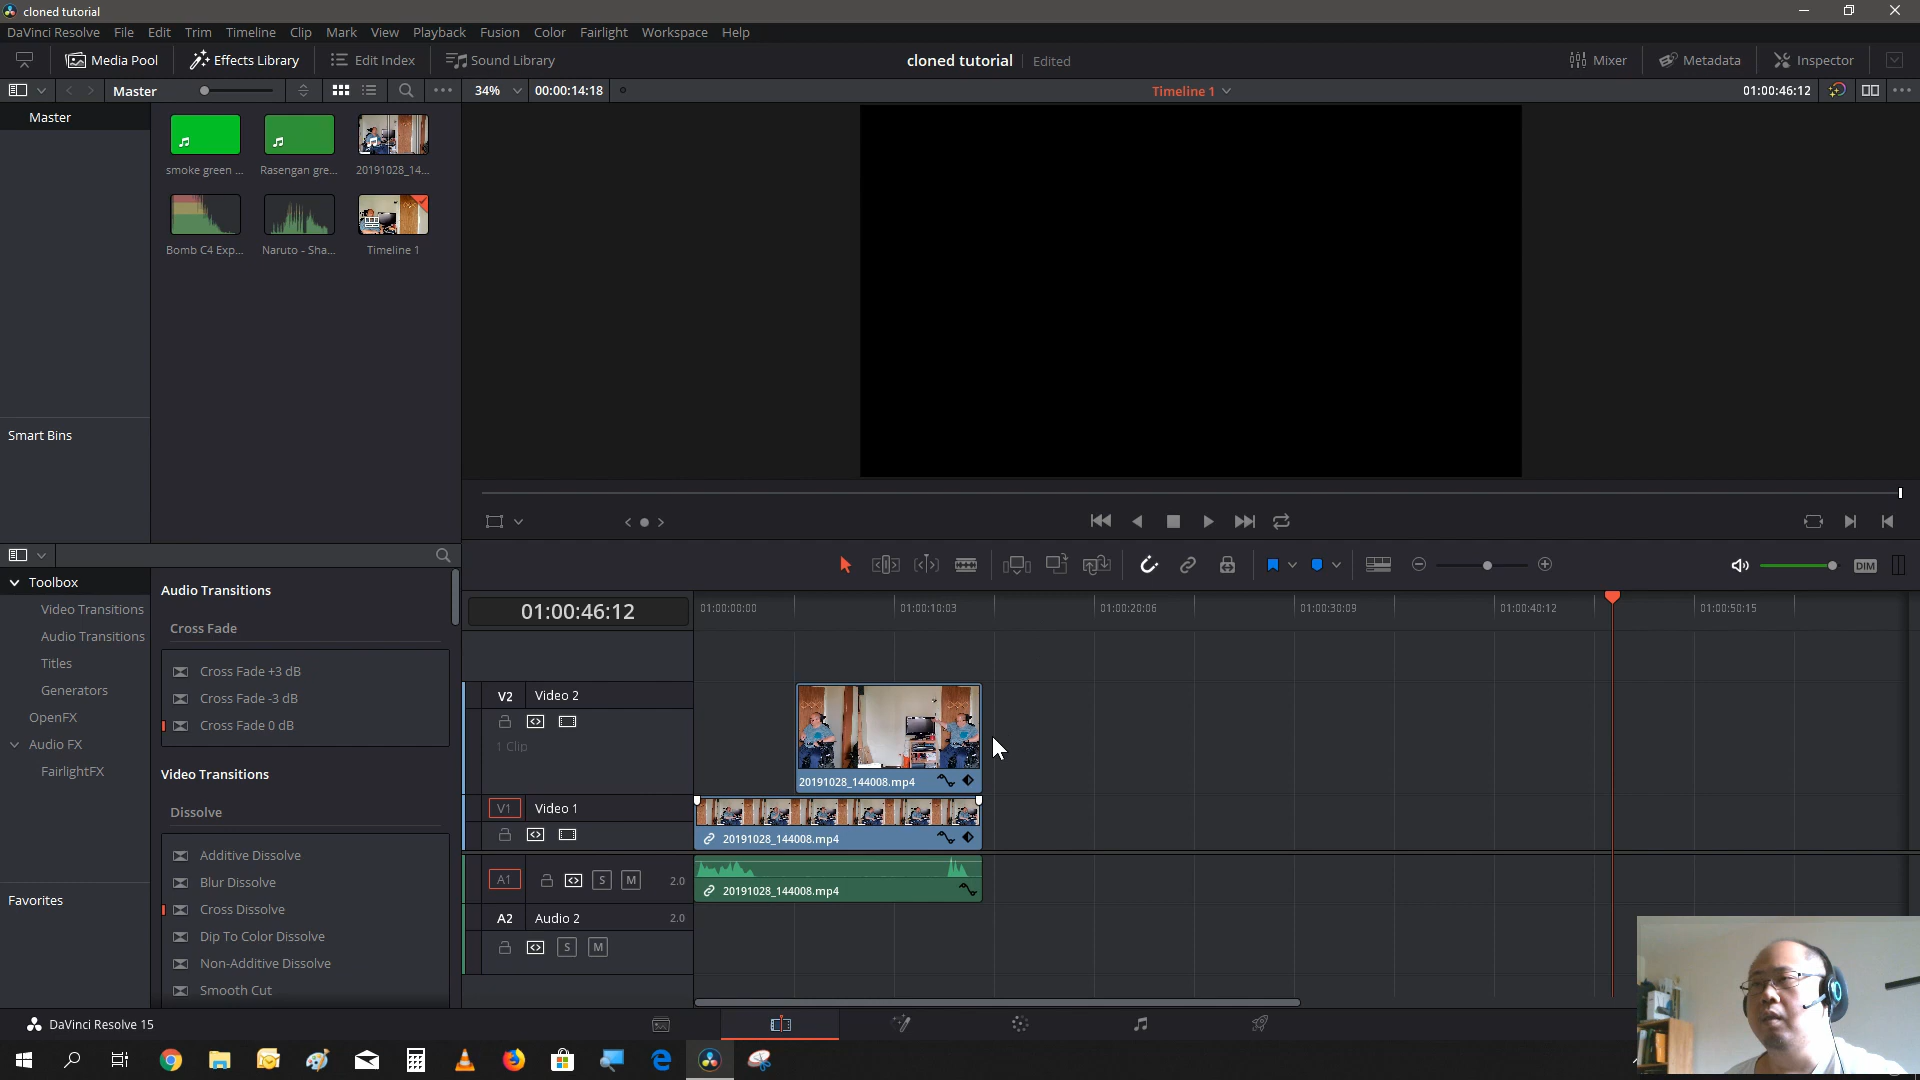 cloned tutorial
DaVinci Resolve File Edit Trim Timeline Clip Mark View Playback Fusion Color Fairlight Workspace Help
Media Pool Effects Library Edit Index Sound Library cloned tutorial Edited Mixer Metadata Inspector
Master 34% 00:00:14:18 Timeline 1 01:00:46:12
Master
smoke green ... Rasengan gre... 20191028_14...
Bomb C4 Exp... Naruto - Sha... Timeline 1
Smart Bins
Toolbox
Video Transitions
Audio Transitions
Titles
Generators
OpenFX
Audio FX
FairlightFX
Favorites
Audio Transitions
Cross Fade
Cross Fade +3 dB
Cross Fade -3 dB
Cross Fade 0 dB
Video Transitions
Dissolve
Additive Dissolve
Blur Dissolve
Cross Dissolve
Dip To Color Dissolve
Non-Additive Dissolve
Smooth Cut
DIM
01:00:46:12 01:00:00:00 01:00:10:03 01:00:20:06 01:00:30:09 01:00:40:12 01:00:50:15
V2 Video 2
1 Clip
20191028_144008.mp4
V1 Video 1
20191028_144008.mp4
A1 S M 2.0
20191028_144008.mp4
A2 Audio 2 2.0
S M
DaVinci Resolve 15